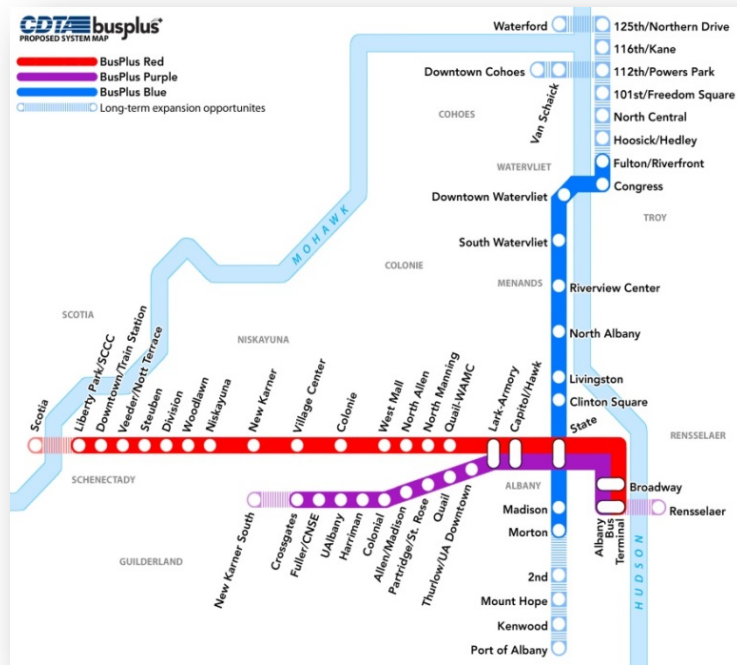 CDTA busplus+
PROPOSED SYSTEM MAP
BusPlus Red
BusPlus Purple
BusPlus Blue
Long-term expansion opportunites
Waterford
125th/Northern Drive
116th/Kane
Downtown Cohoes
Van Schaick
112th/Powers Park
101st/Freedom Square
COHOES
North Central
Hoosick/Hedley
WATERVLIET
Fulton/Riverfront
Congress
Downtown Watervliet
TROY
MOHAWK
South Watervliet
COLONIE
MENANDS
Riverview Center
SCOTIA
NISKAYUNA
North Albany
Livingston
Clinton Square
State
Scotia
Liberty Park/SCCC
Downtown/Train Station
Veeder/Nott Terrace
Steuben
Division
Woodlawn
Niskayuna
New Karner
Village Center
Colonie
West Mall
North Allen
North Manning
Quail-WAMC
Lark-Armory
Capitol/Hawk
RENSSELAER
SCHENECTADY
ALBANY
Broadway
Madison
Albany
Bus
Terminal
Rensselaer
Morton
New Karner South
Crossgates
Fuller/CNSE
UAlbany
Harriman
Colonial
Allen/Madison
Partridge/St. Rose
Quail
Thurlow/UA Downtown
GUILDERLAND
HUDSON
2nd
Mount Hope
Kenwood
Port of Albany